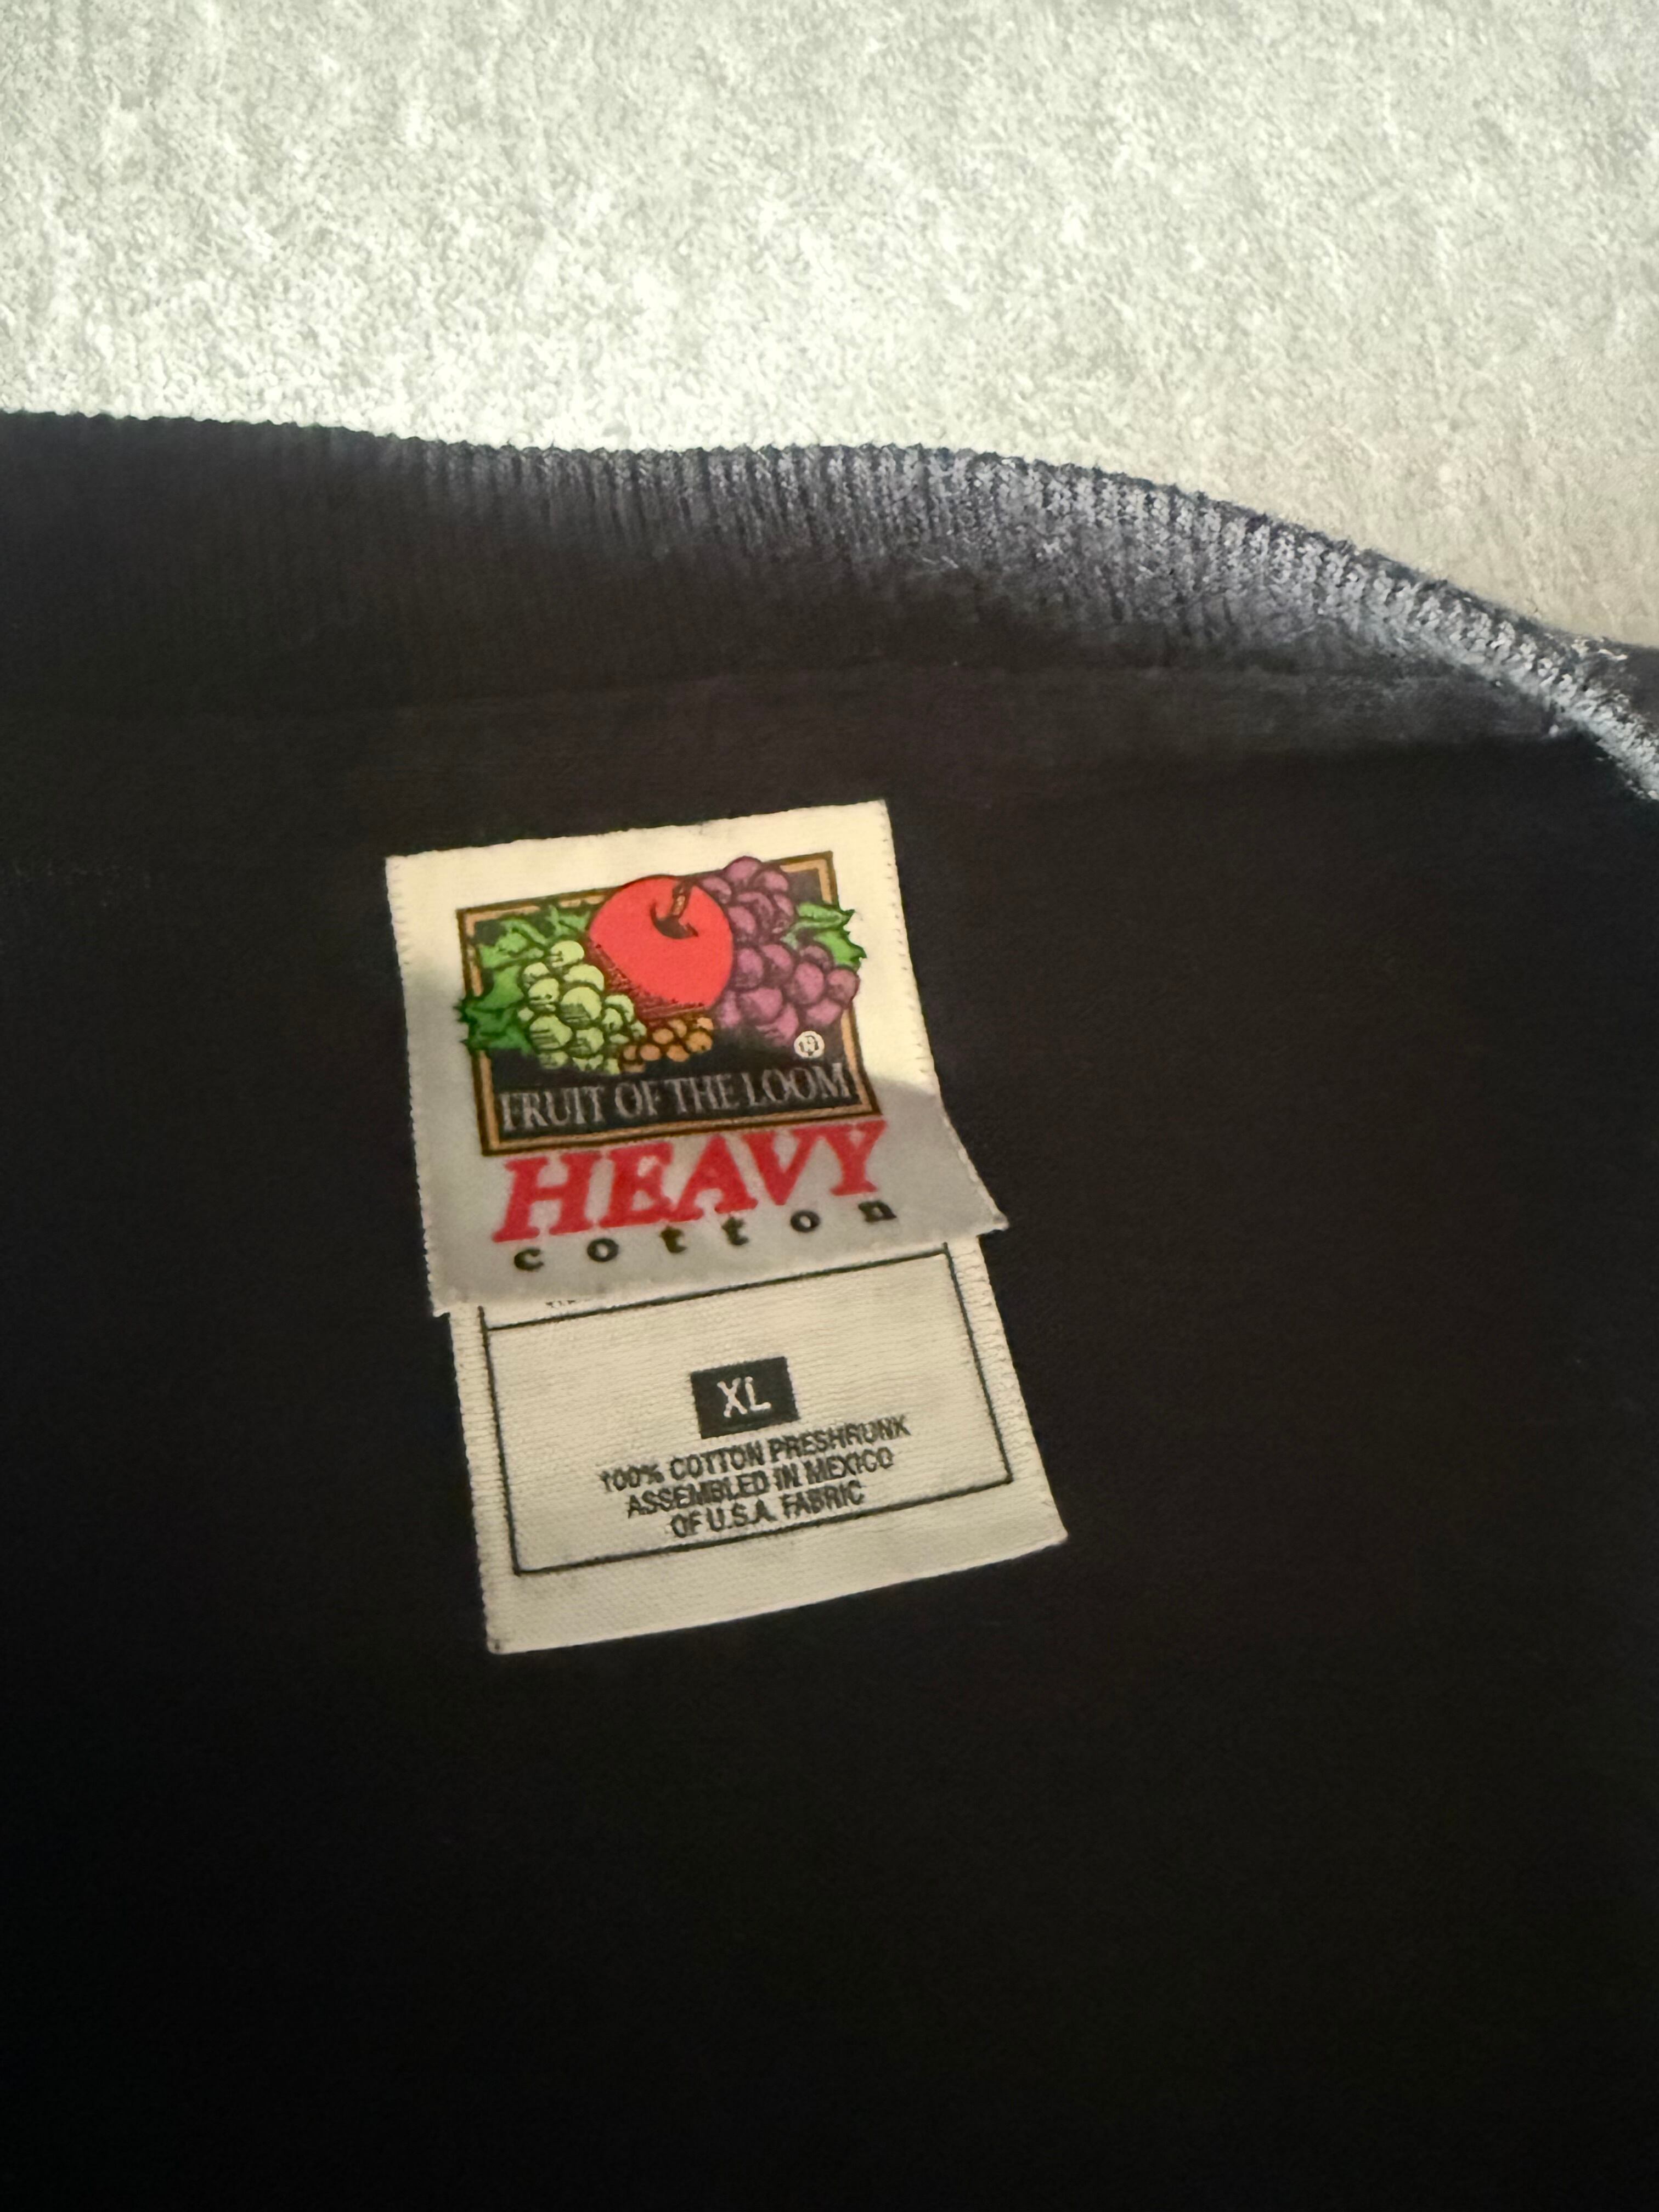 ®
FRUIT OF THE LOOM
HEAVY
cotton
XL
100% COTTON PRESHRUNK
ASSEMBLED IN MEXICO
OF U.S.A. FABRIC